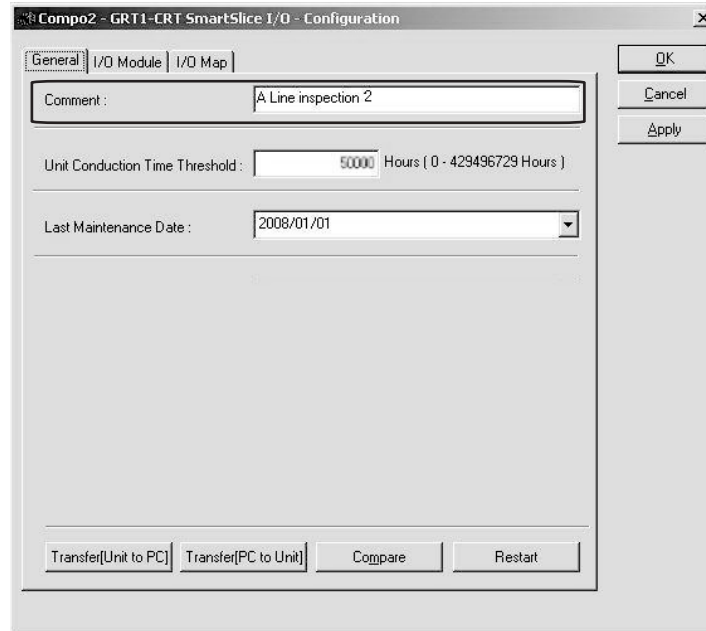 Compo2 - GRT1-CRT SmartSlice I/O - Configuration
General I/O Module I/O Map
OK
Cancel
Apply
Comment : A Line inspection 2
Unit Conduction Time Threshold : 50000 Hours ( 0 - 429496729 Hours )
Last Maintenance Date : 2008/01/01
Transfer[Unit to PC] Transfer[PC to Unit] Compare Restart